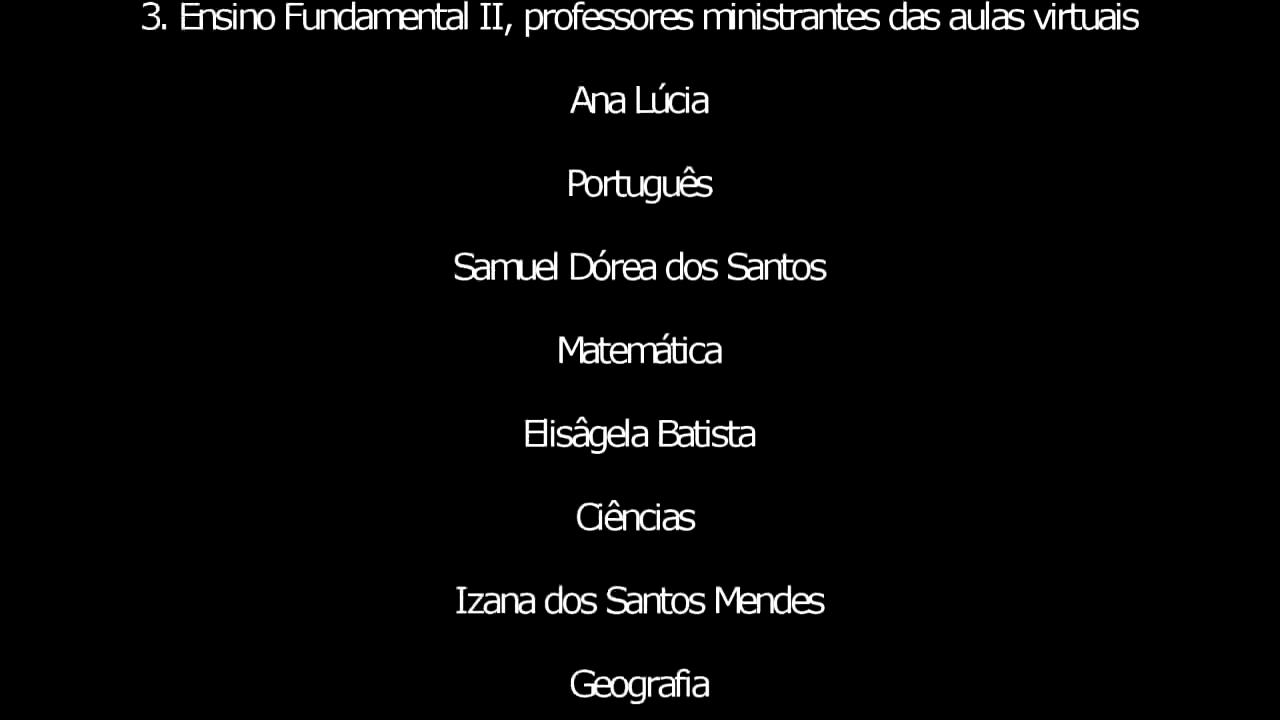 3. Ensino Fundamental II, professores ministrantes das aulas virtuais
Ana Lúcia
Português
Samuel Dórea dos Santos
Matemática
Elisâgela Batista
Ciências
Izana dos Santos Mendes
Geografia